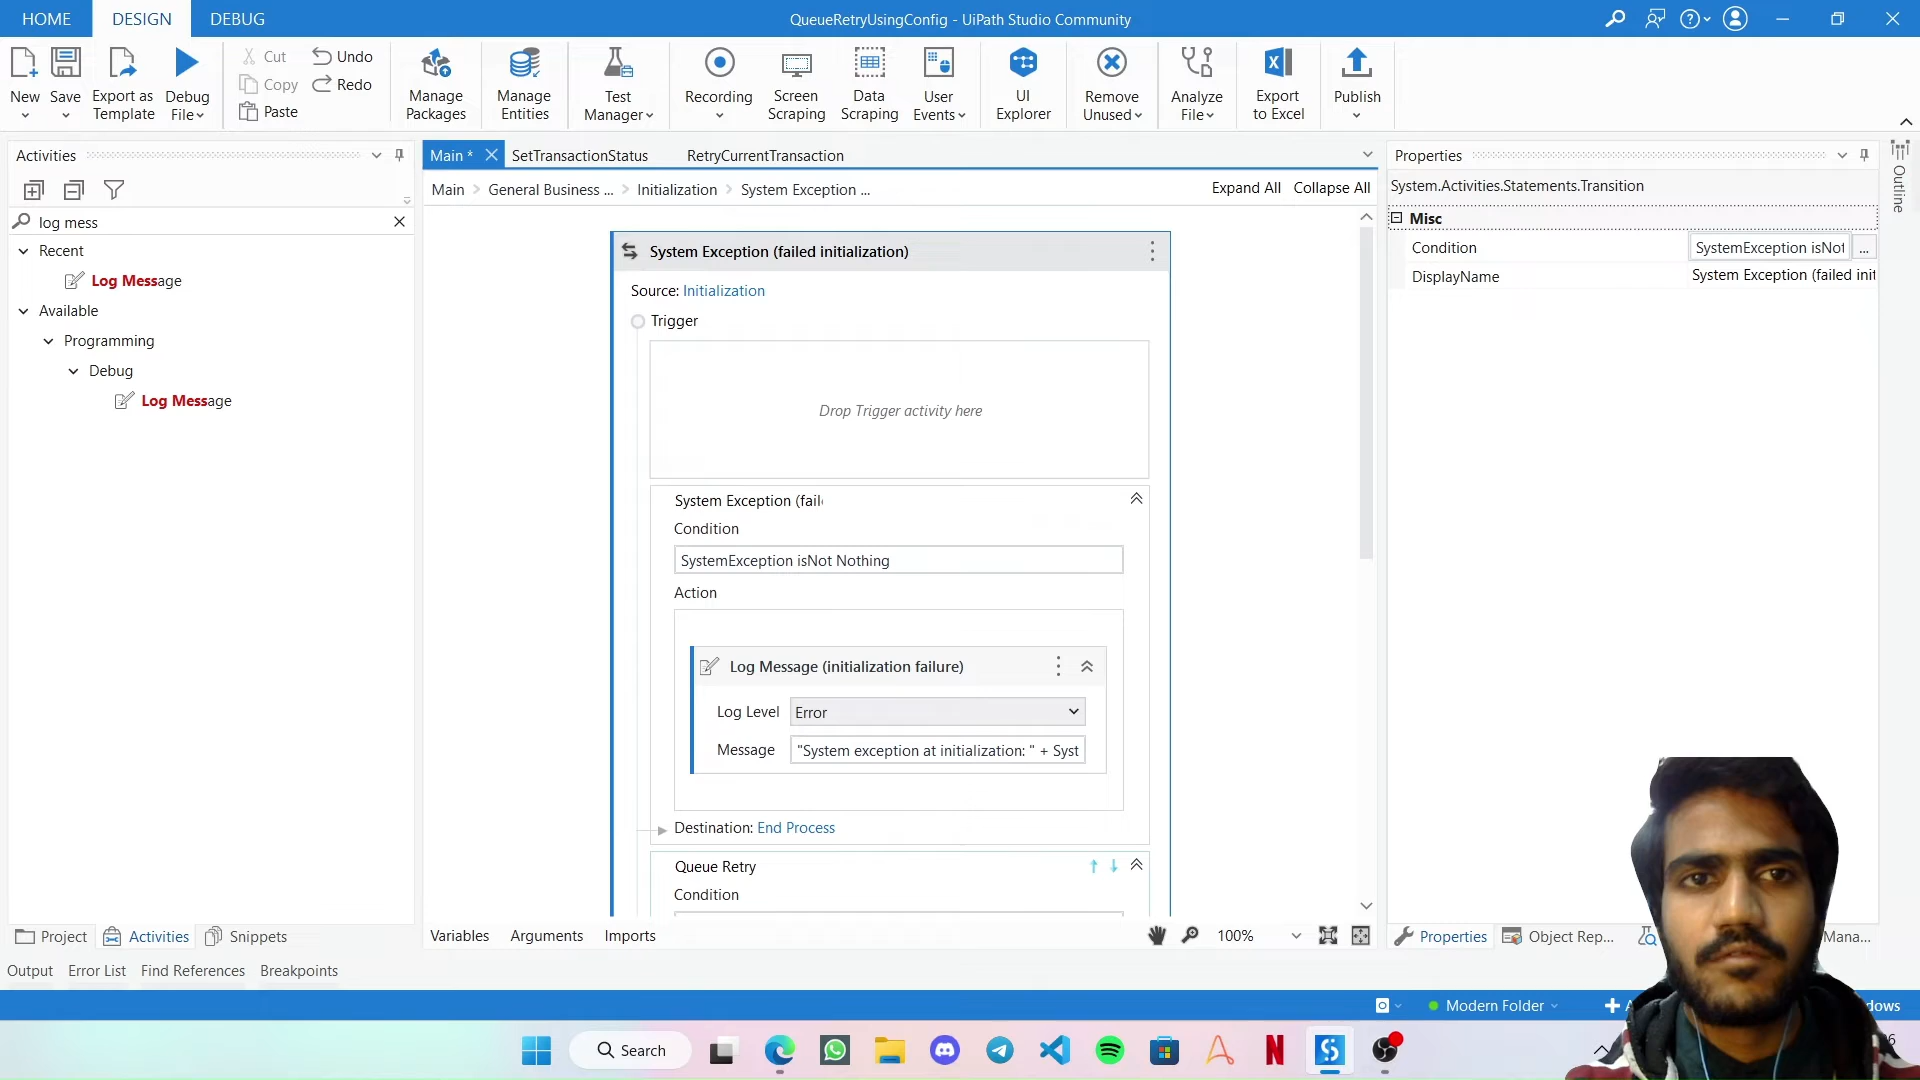 HOME
DESIGN
DEBUG
QueueRetryUsingConfig - UiPath Studio Community
New
Save
Export as Template
Debug File
Cut
Copy
Paste
Undo
Redo
Manage Packages
Manage Entities
Test Manager
Recording
Screen Scraping
Data Scraping
User Events
UI Explorer
Remove Unused
Analyze File
Export to Excel
Publish
Activities
log mess
Recent
Log Message
Available
Programming
Debug
Log Message
Project
Activities
Snippets
Main *
SetTransactionStatus
RetryCurrentTransaction
Main > General Business ... > Initialization > System Exception ...
Expand All
Collapse All
System Exception (failed initialization)
Source: Initialization
Trigger
Drop Trigger activity here
System Exception (fail
Condition
SystemException isNot Nothing
Action
Log Message (initialization failure)
Log Level
Error
Message
"System exception at initialization: " + Syst
Destination: End Process
Queue Retry
Condition
Variables
Arguments
Imports
100%
Properties
System.Activities.Statements.Transition
Misc
Condition
SystemException isNot
...
DisplayName
System Exception (failed init
Outline
Properties
Object Rep...
Mana...
Output
Error List
Find References
Breakpoints
Modern Folder
dows
Search